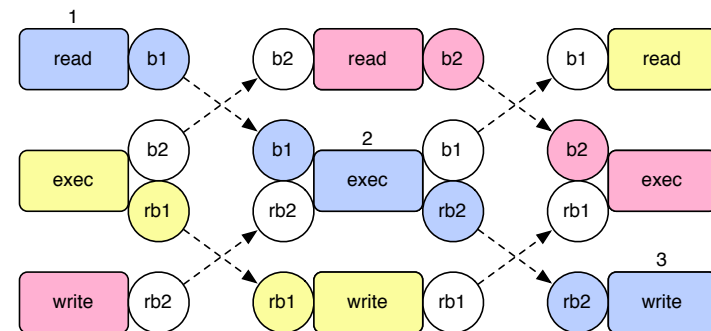 1
read b1 b2 read b2 b1 read
b2 2 b1
exec b1 exec b2 exec
rb1 rb2 rb2 rb1
3
write rb2 rb1 write rb1 rb2 write